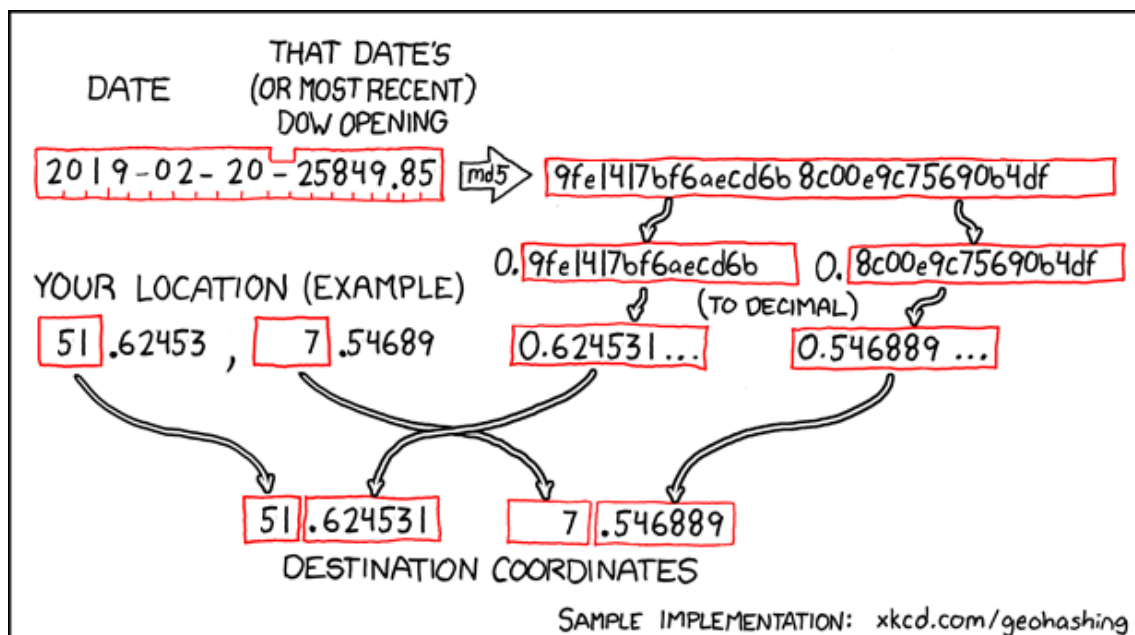 DATE
THAT DATE'S
(OR MOST RECENT)
DOW OPENING
2019-02-20-25849.85
md5
9fe1417bf6aecd6b8c00e9c75690b4df
0.9fe1417bf6aecd6b
0.8c00e9c75690b4df
(TO DECIMAL)
YOUR LOCATION (EXAMPLE)
51.62453, 7.54689
0.624531...
0.546889...
51.624531
7.546889
DESTINATION COORDINATES
SAMPLE IMPLEMENTATION: xkcd.com/geohashing